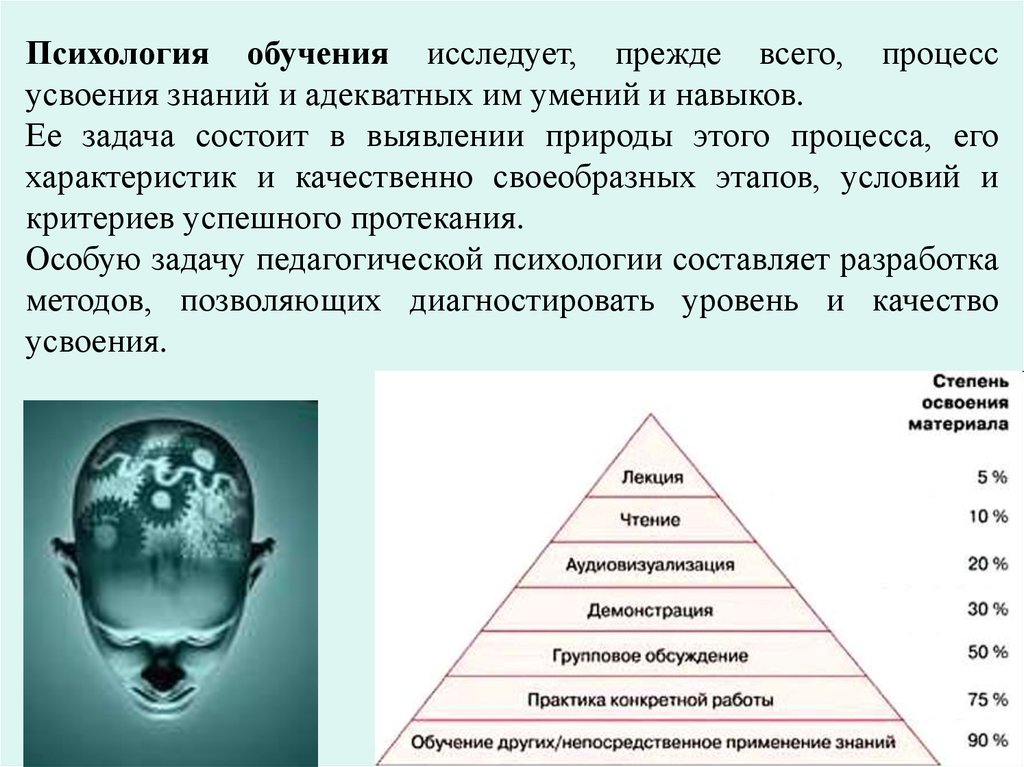 Психология обучения исследует, прежде всего, процесс
усвоения знаний и адекватных им умений и навыков.
Ее задача состоит в выявлении природы этого процесса, его
характеристик и качественно своеобразных этапов, условий и
критериев успешного протекания.
Особую задачу педагогической психологии составляет разработка
методов, позволяющих диагностировать уровень и качество
усвоения.
Степень
освоения
материала
Лекция 5 %
Чтение 10 %
Аудиовизуализация 20 %
Демонстрация 30 %
Групповое обсуждение 50 %
Практика конкретной работы 75 %
Обучение других/непосредственное применение знаний 90 %